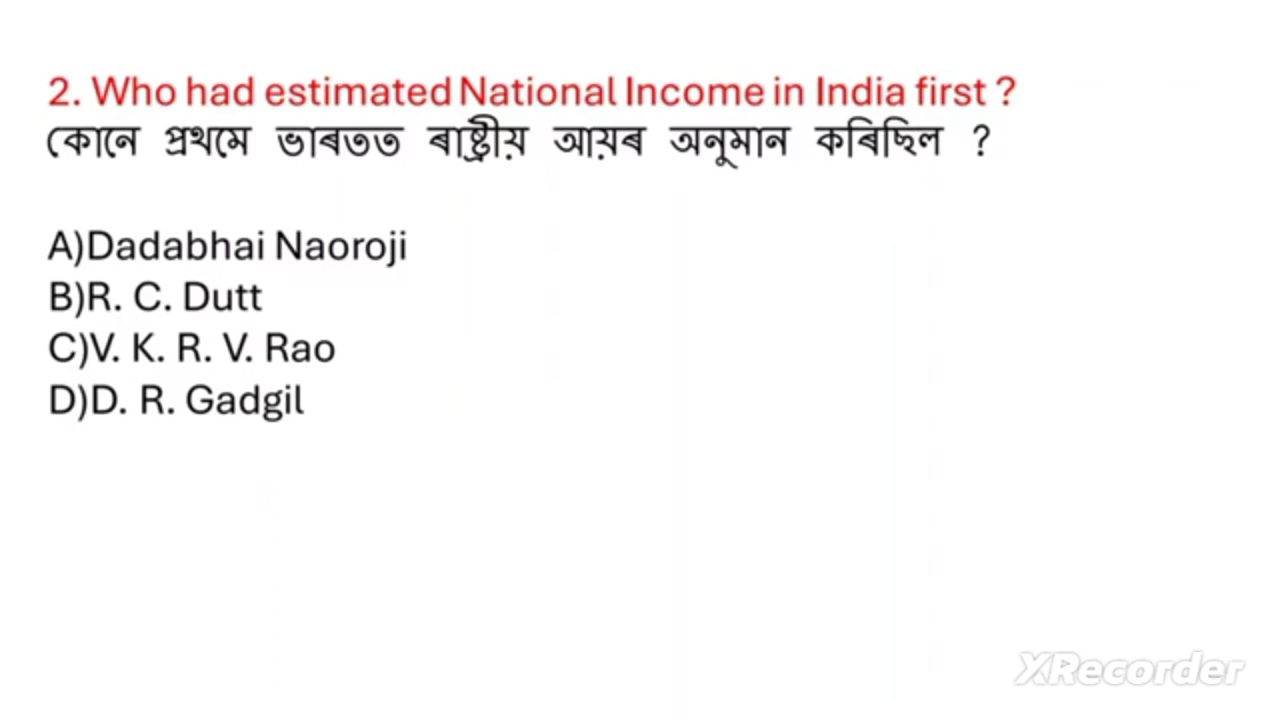 2. Who had estimated National Income in India first ?
কোনে প্ৰথমে ভাৰতত ৰাষ্ট্ৰীয় আয়ৰ অনুমান কৰিছিল ?
A)Dadabhai Naoroji
B)R. C. Dutt
C)V. K. R. V. Rao
D)D. R. Gadgil
XRecorder